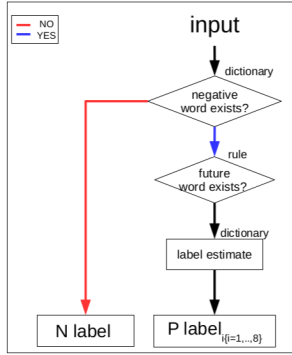 NO
YES
input
dictionary
negative
word exists?
rule
future
word exists?
dictionary
label estimate
N label
P label i{i=1,..,8}